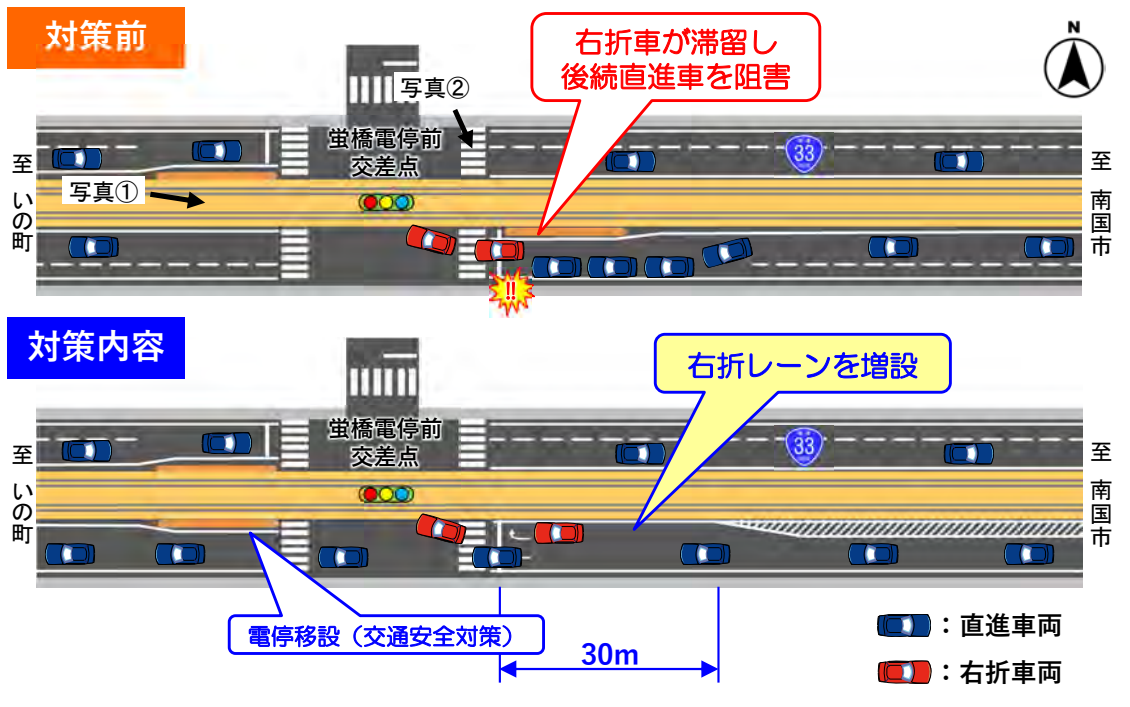 対策前
右折車が滞留し
後続直進車を阻害
N
写真②
蛍橋電停前
交差点
33
至 いの町
写真①
至 南国市
!!
対策内容
右折レーンを増設
蛍橋電停前
交差点
33
至 いの町
至 南国市
電停移設（交通安全対策）
30m
：直進車両
：右折車両